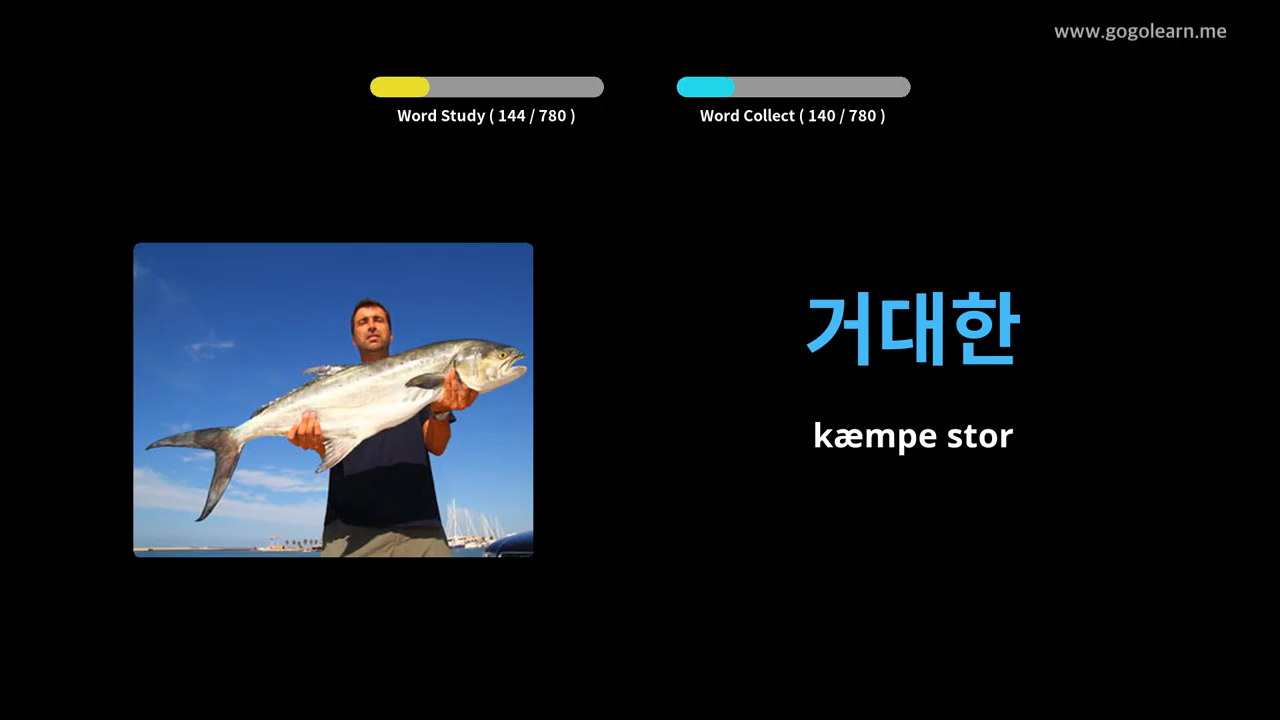 www.gogolearn.me
Word Study ( 144 / 780 )
Word Collect ( 140 / 780 )
거대한
kæmpe stor